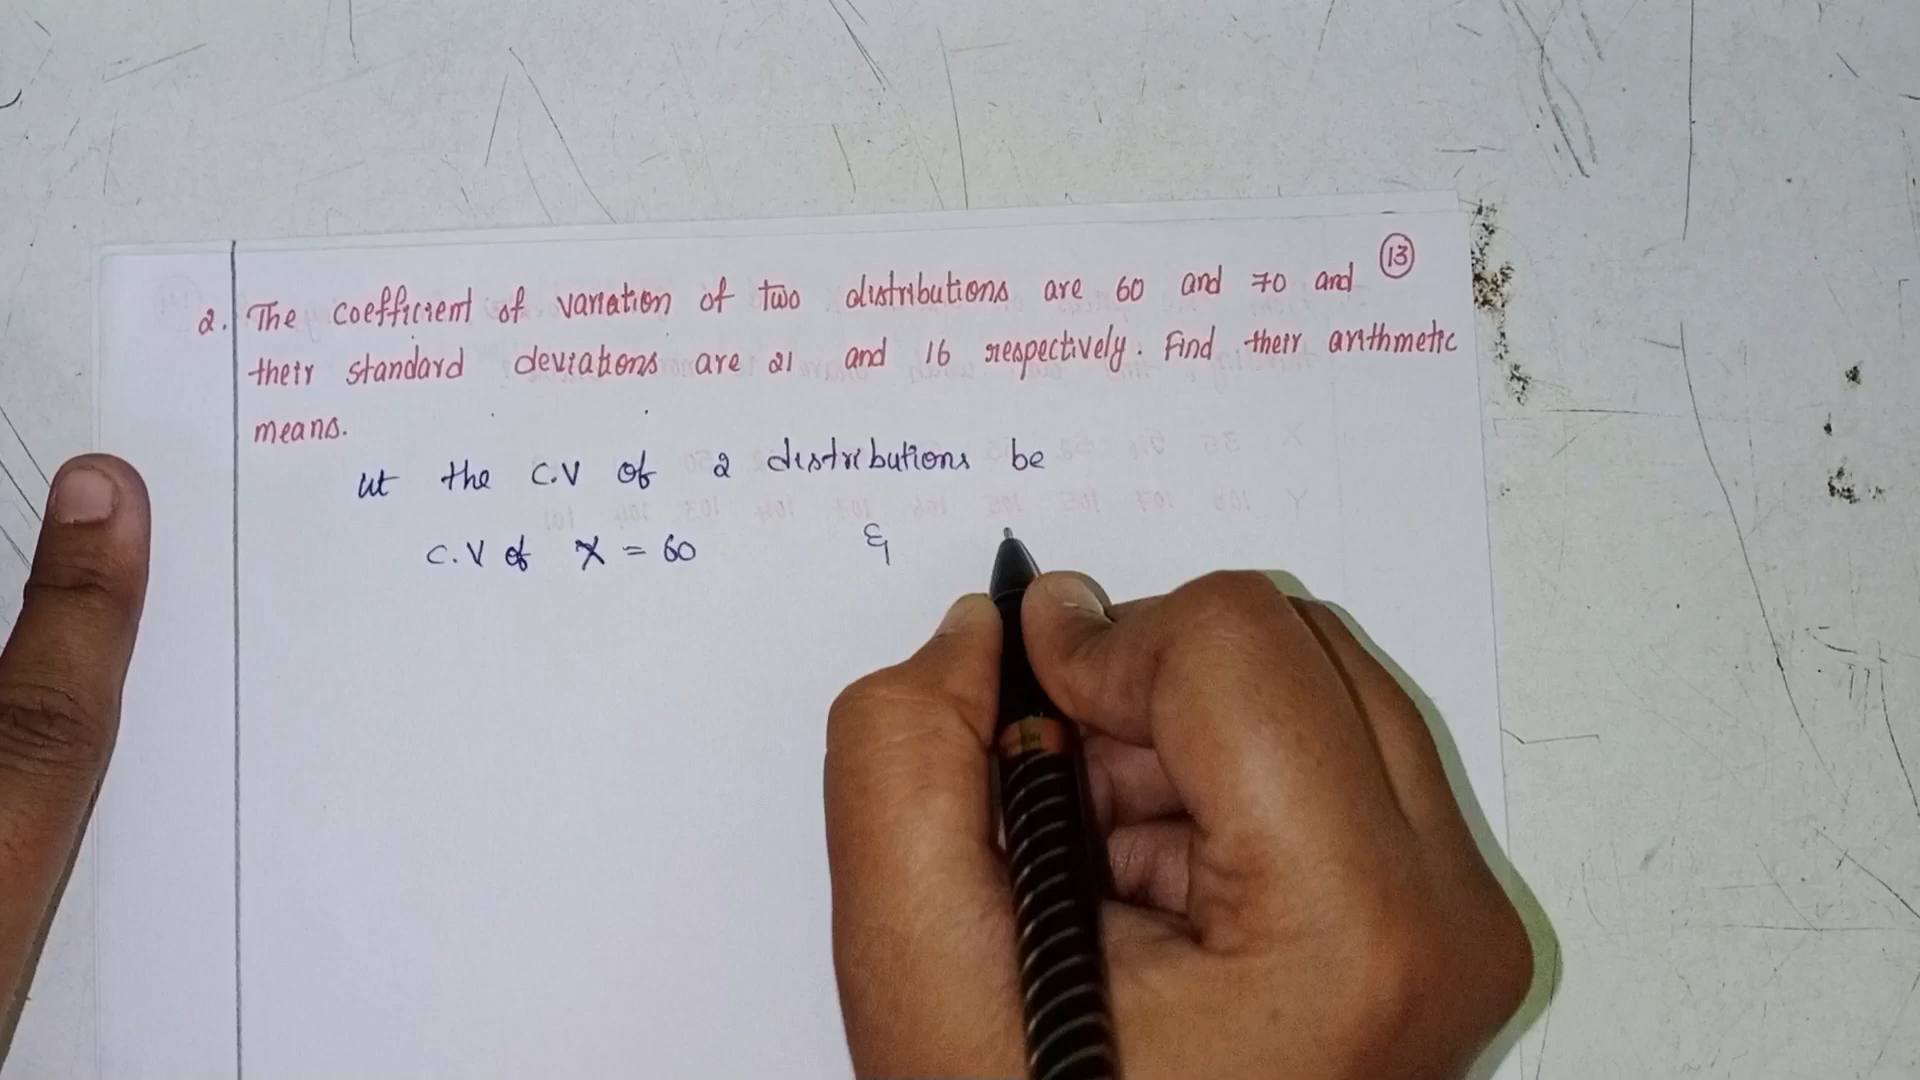 13
2. The coefficient of variation of two distributions are 60 and 70 and
their standard deviations are 21 and 16 respectively. Find their arithmetic
means.
let the C.V of 2 distributions be
C.V of X = 60 &